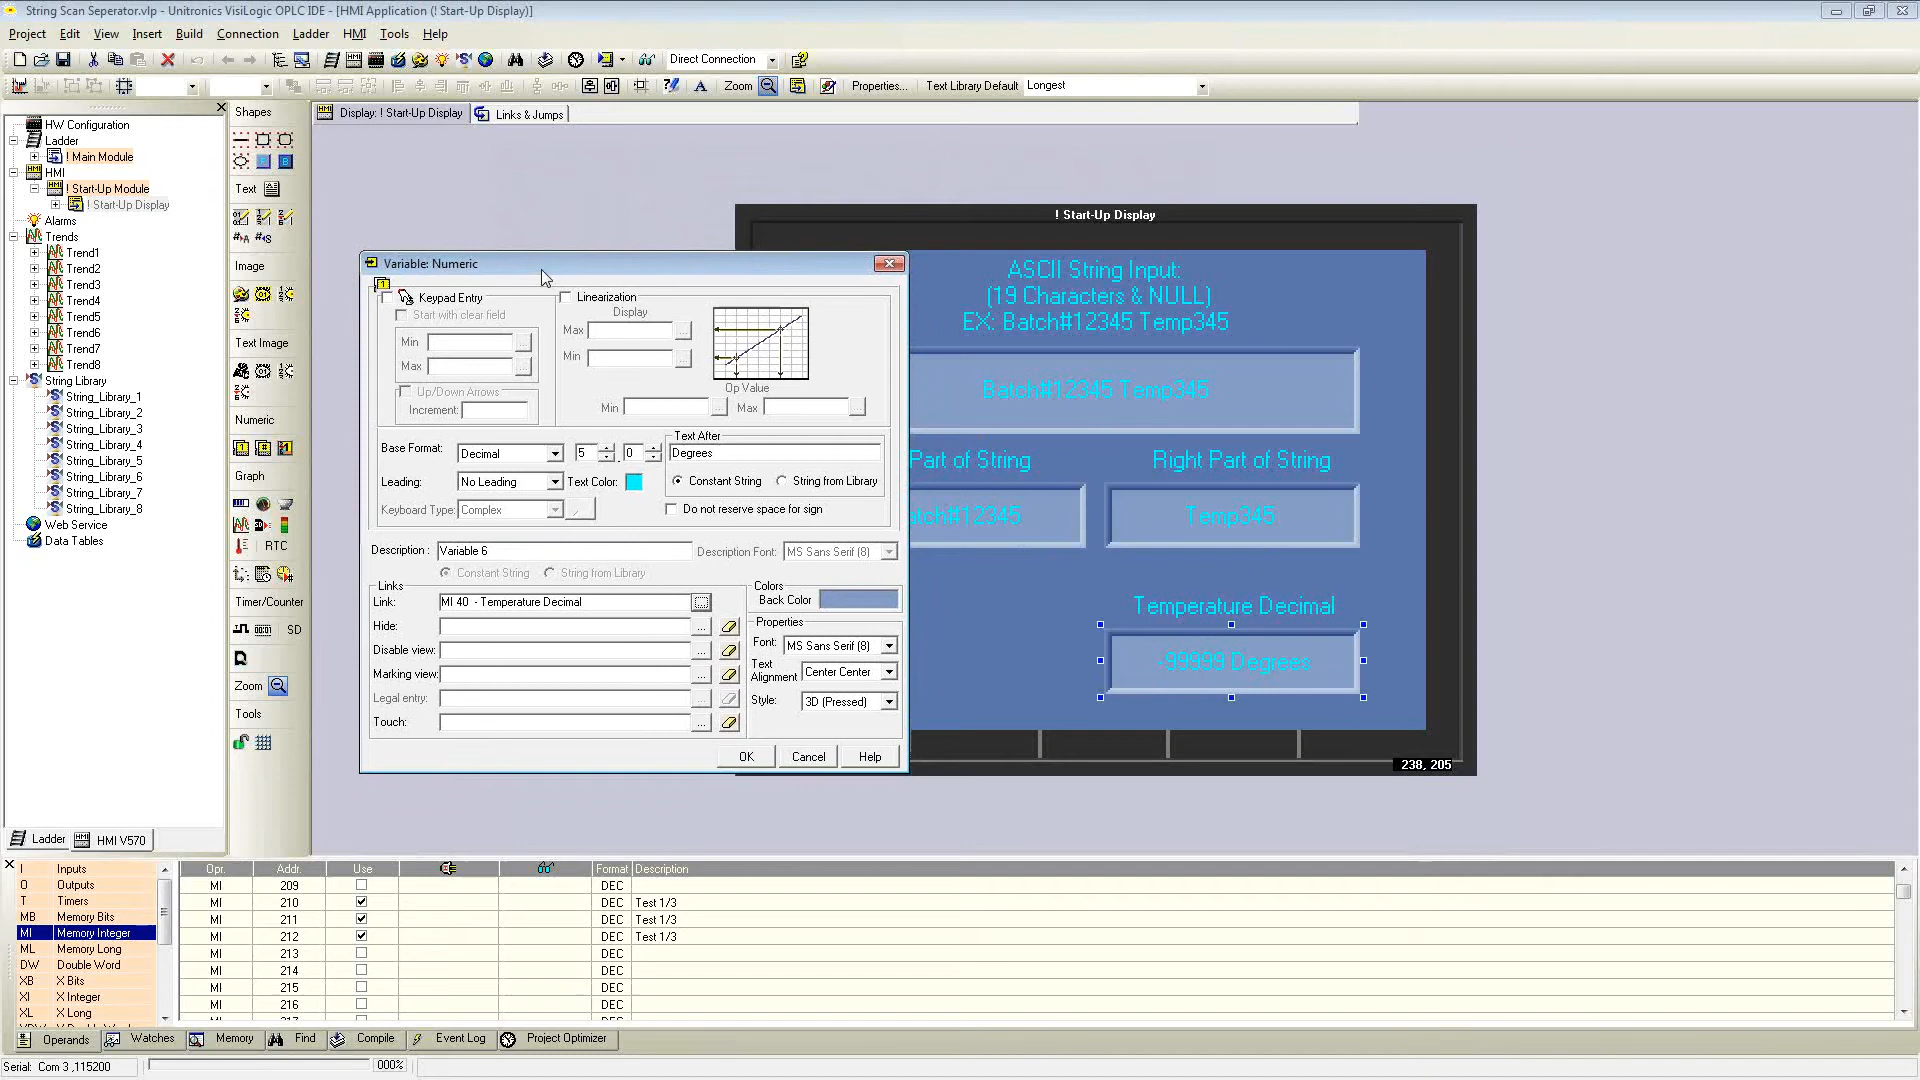 String Scan Seperator.vlp - Unitronics VisiLogic OPLC IDE - [HMI Application (! Start-Up Display)]
Project Edit View Insert Build Connection Ladder HMI Tools Help
Direct Connection
Zoom Properties... Text Library Default Longest
Display: ! Start-Up Display Links & Jumps
HW Configuration
Ladder
! Main Module
HMI
! Start-Up Module
! Start-Up Display
Alarms
Trends
Trend1
Trend2
Trend3
Trend4
Trend5
Trend6
Trend7
Trend8
String Library
String_Library_1
String_Library_2
String_Library_3
String_Library_4
String_Library_5
String_Library_6
String_Library_7
String_Library_8
Web Service
Data Tables
Ladder HMI V570
Shapes
Text
Image
Text Image
Numeric
Graph
RTC
Timer/Counter
SD
Zoom
Tools
Variable: Numeric
Keypad Entry
Start with clear field
Min
Max
Up/Down Arrows
Increment:
Linearization
Display
Max
Min
Op Value
Min Max
Base Format: Decimal 5 . 0
Leading: No Leading Text Color:
Keyboard Type: Complex
Text After
Degrees
Constant String String from Library
Do not reserve space for sign
Description : Variable 6 Description Font: MS Sans Serif (8)
Constant String String from Library
Links
Link: MI 40 - Temperature Decimal
Hide:
Disable view:
Marking view:
Legal entry:
Touch:
Colors
Back Color
Properties
Font: MS Sans Serif (8)
Text Alignment Center Center
Style: 3D (Pressed)
OK Cancel Help
! Start-Up Display
ASCII String Input:
(19 Characters & NULL)
EX: Batch#12345 Temp345
Batch#12345 Temp345
Part of String Right Part of String
atch#12345 Temp345
Temperature Decimal
-99999 Degrees
238, 205
I Inputs
O Outputs
T Timers
MB Memory Bits
MI Memory Integer
ML Memory Long
DW Double Word
XB X Bits
XI X Integer
XL X Long
Opr. Addr. Use Format Description
MI 209 DEC
MI 210 DEC Test 1/3
MI 211 DEC Test 1/3
MI 212 DEC Test 1/3
MI 213 DEC
MI 214 DEC
MI 215 DEC
MI 216 DEC
Operands Watches Memory Find Compile Event Log Project Optimizer
Serial: Com 3 ,115200 000%